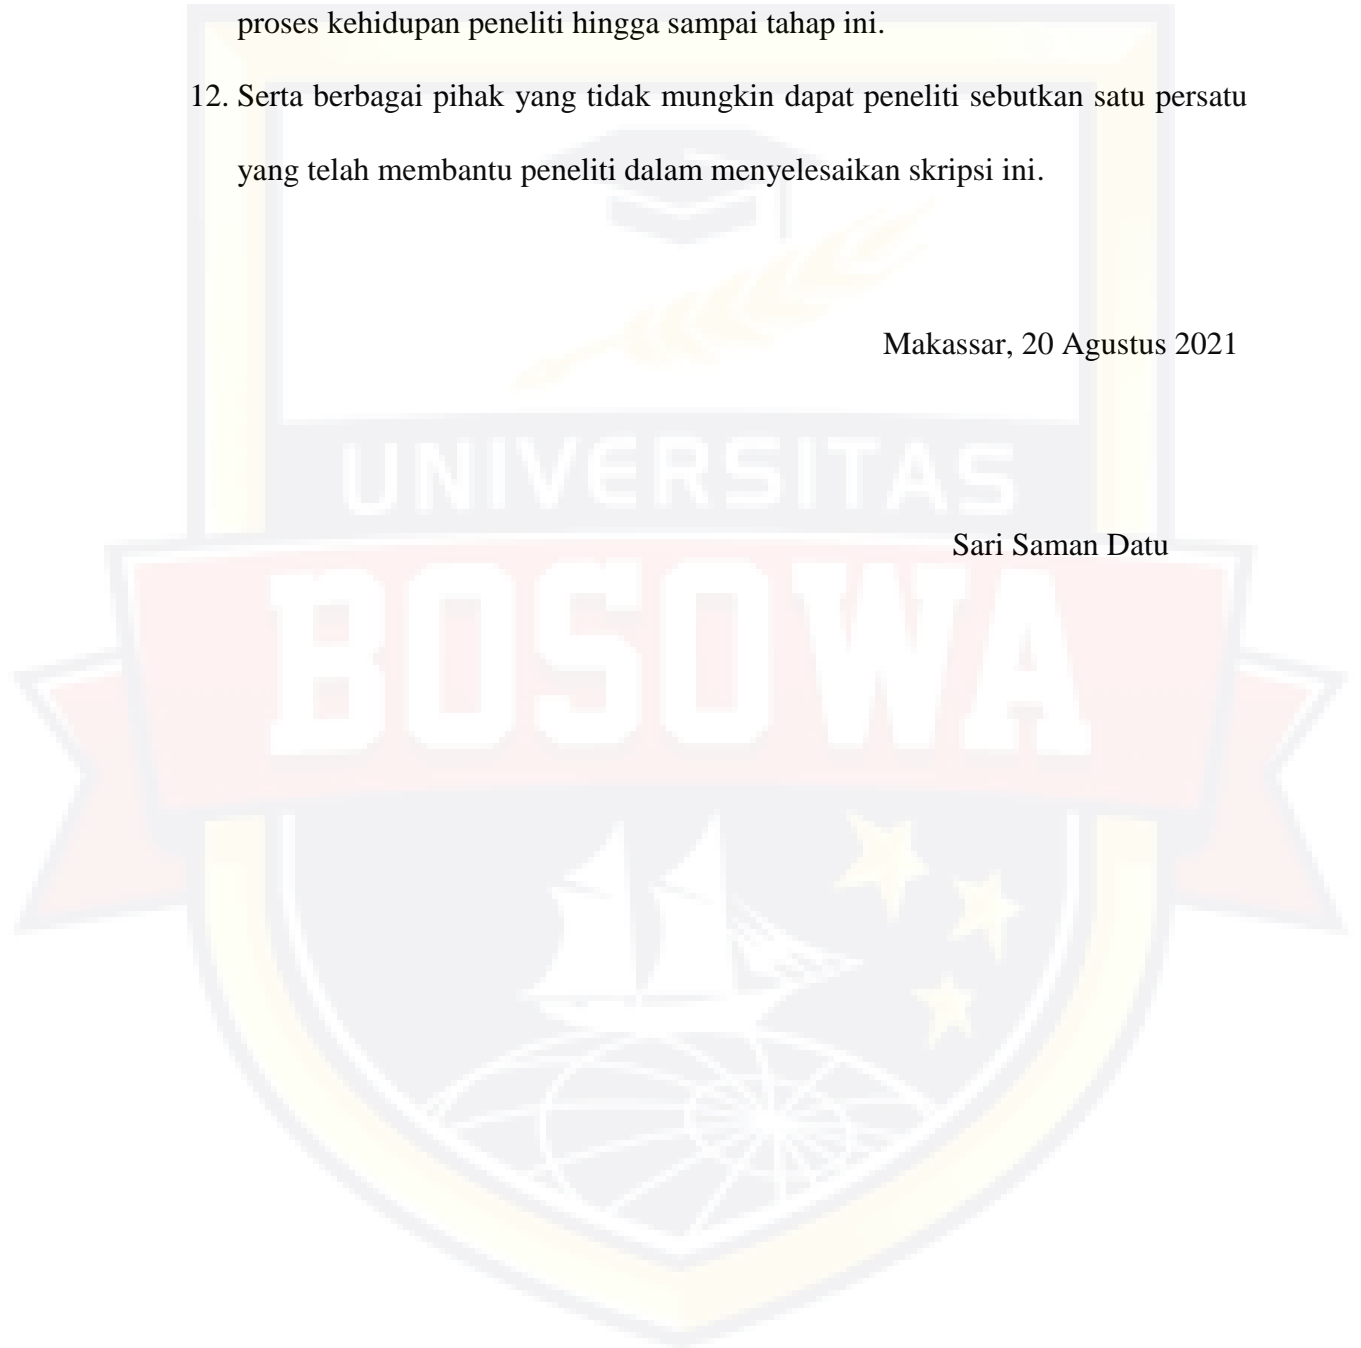 proses kehidupan peneliti hingga sampai tahap ini.
12. Serta berbagai pihak yang tidak mungkin dapat peneliti sebutkan satu persatu
yang telah membantu peneliti dalam menyelesaikan skripsi ini.
Makassar, 20 Agustus 2021
UNIVERSITAS
Sari Saman Datu
BOSOWA